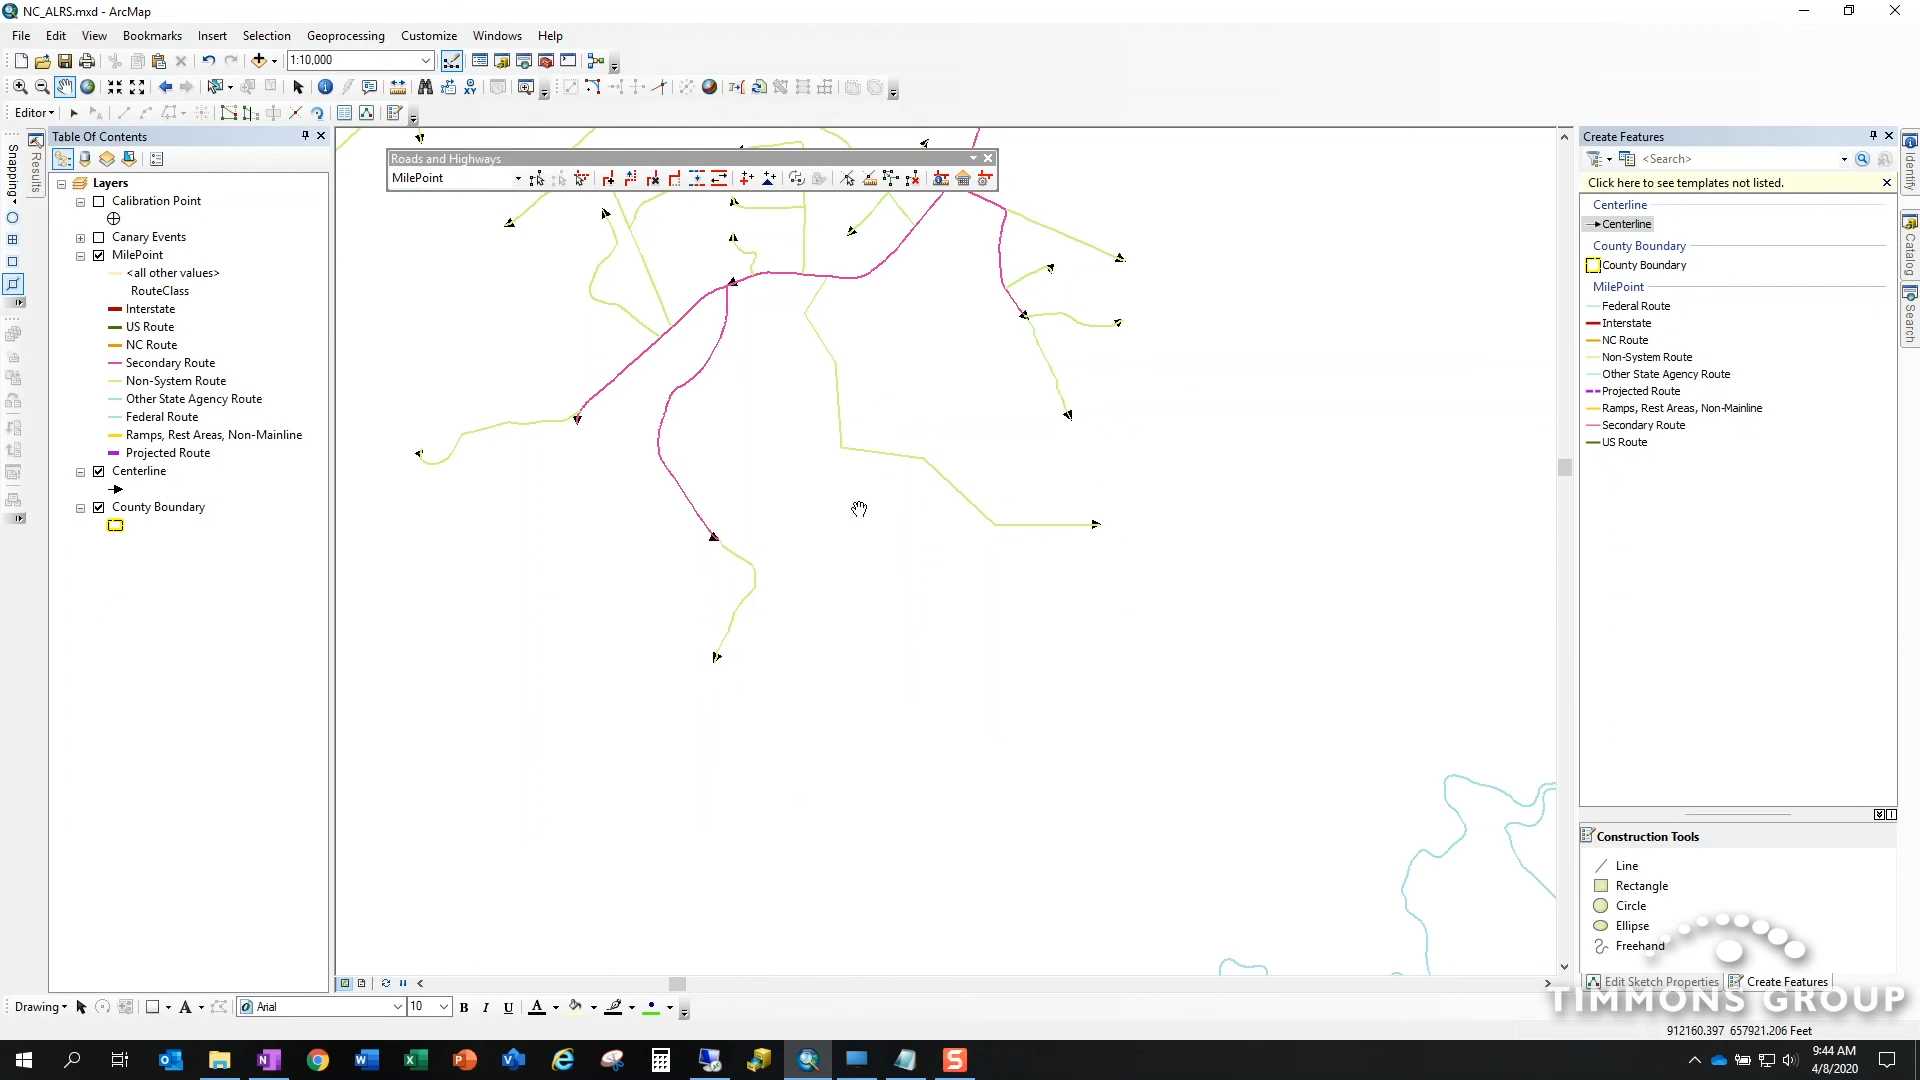 NC_ALRS.mxd - ArcMap
File Edit View Bookmarks Insert Selection Geoprocessing Customize Windows Help
1:10,000
Editor
Table Of Contents
Snapping
Results
Layers
Calibration Point
Canary Events
MilePoint
<all other values>
RouteClass
Interstate
US Route
NC Route
Secondary Route
Non-System Route
Other State Agency Route
Federal Route
Ramps, Rest Areas, Non-Mainline
Projected Route
Centerline
County Boundary
Roads and Highways
MilePoint
Create Features
<Search>
Click here to see templates not listed.
Centerline
Centerline
County Boundary
County Boundary
MilePoint
Federal Route
Interstate
NC Route
Non-System Route
Other State Agency Route
Projected Route
Ramps, Rest Areas, Non-Mainline
Secondary Route
US Route
Identify
Catalog
Search
Construction Tools
Line
Rectangle
Circle
Ellipse
Freehand
Edit Sketch Properties Create Features
TIMMONS GROUP
Drawing A Arial 10 B I U A
912160.397 657921.206 Feet
9:44 AM
4/8/2020